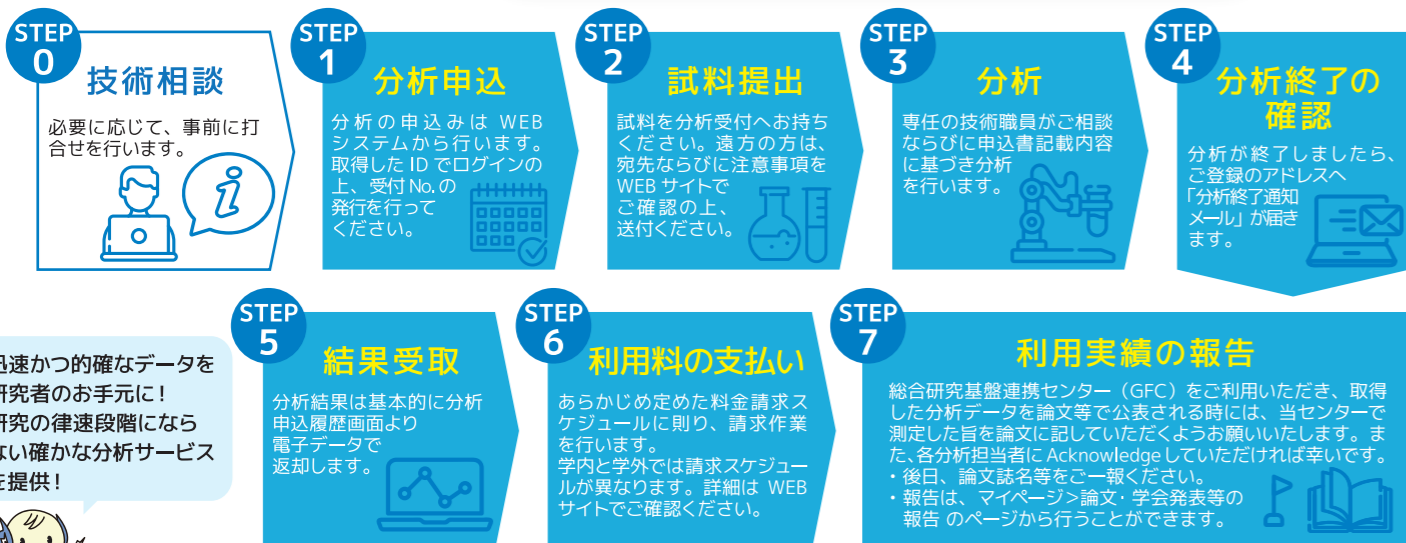 STEP
0
技術相談
必要に応じて、事前に打
合せを行います。
STEP
1
分析申込
分析の申込みは WEB
システムから行います。
取得した ID でログインの
上、受付 No. の
発行を行って
ください。
STEP
2
試料提出
試料を分析受付へお持ち
ください。遠方の方は、
宛先ならびに注意事項を
WEB サイトで
ご確認の上、
送付ください。
STEP
3
分析
専任の技術職員がご相談
ならびに申込書記載内容
に基づき分析
を行います。
STEP
4
分析終了の
確認
分析が終了しましたら、
ご登録のアドレスへ
「分析終了通知
メール」が届き
ます。
迅速かつ的確なデータを
研究者のお手元に!
研究の律速段階になら
ない確かな分析サービス
を提供!
STEP
5
結果受取
分析結果は基本的に分析
申込履歴画面より
電子データで
返却します。
STEP
6
利用料の支払い
あらかじめ定めた料金請求ス
ケジュールに則り、請求作業
を行います。
学内と学外では請求スケジュー
ルが異なります。詳細は WEB
サイトでご確認ください。
STEP
7
利用実績の報告
総合研究基盤連携センター(GFC)をご利用いただき、取得
した分析データを論文等で公表される時には、当センターで
測定した旨を論文に記していただくようお願いいたします。ま
た、各分析担当者に Acknowledge していただければ幸いです。
・後日、論文誌名等をご一報ください。
・報告は、マイページ>論文・学会発表等の
報告 のページから行うことができます。